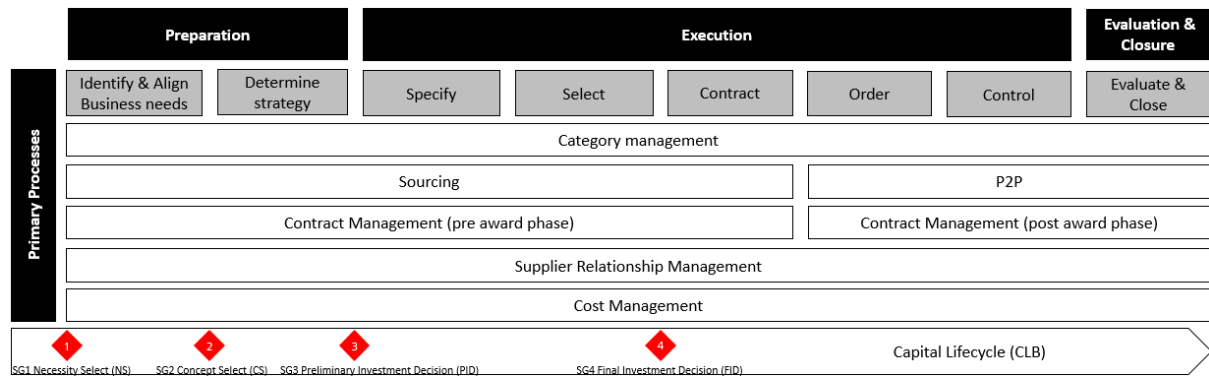 Preparation
Execution
Evaluation &
Closure
Primary Processes
Identify & Align
Business needs
Determine
strategy
Specify
Select
Contract
Order
Control
Evaluate &
Close
Category management
Sourcing
P2P
Contract Management (pre award phase)
Contract Management (post award phase)
Supplier Relationship Management
Cost Management
1
2
3
4
Capital Lifecycle (CLB)
SG1 Necessity Select (NS)
SG2 Concept Select (CS)
SG3 Preliminary Investment Decision (PID)
SG4 Final Investment Decision (FID)